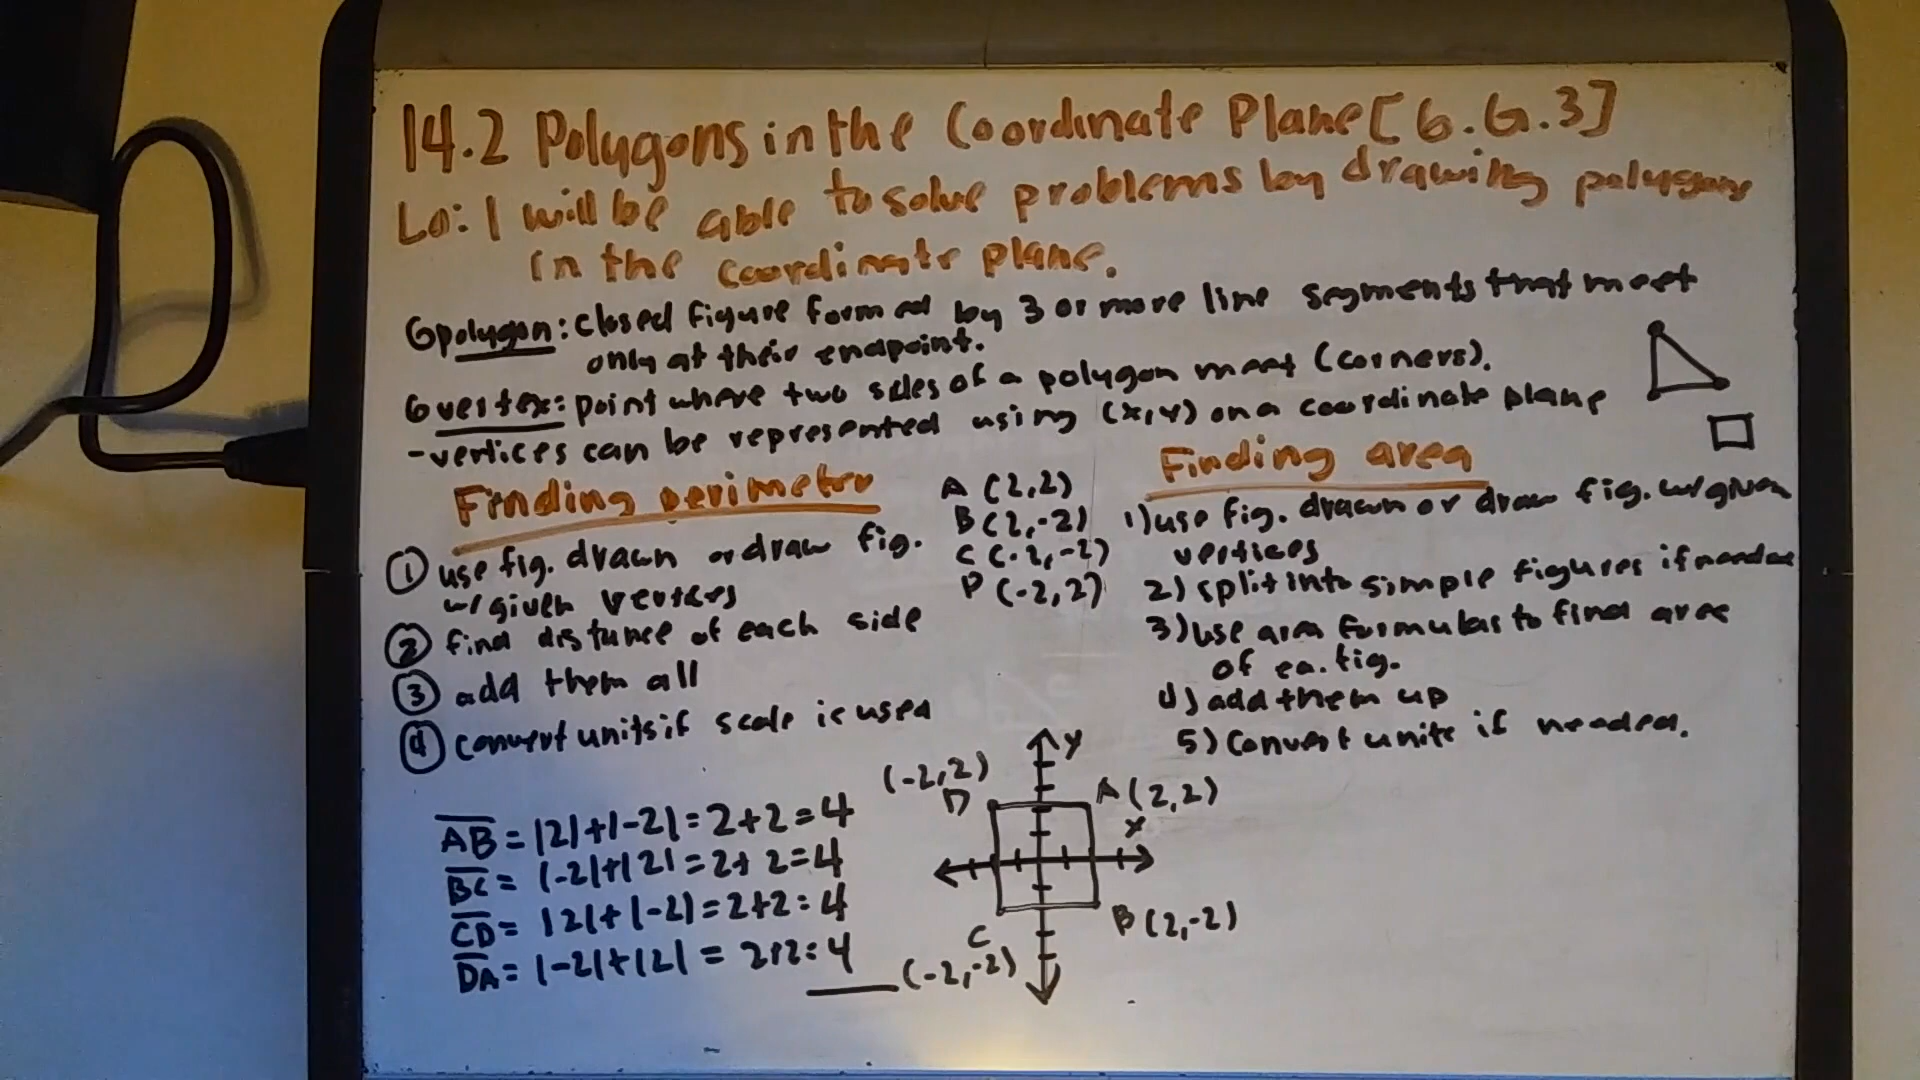 14.2 Polygons in the Coordinate Plane [6.G.3]
LO: I will be able to solve problems by drawing polygons
in the coordinate plane.
polygon: closed figure formed by 3 or more line segments that meet
only at their endpoint.
vertex: point where two sides of a polygon meet (corners).
-vertices can be represented using (x,y) on a coordinate plane
Finding perimeter
① use fig. drawn or draw fig.
w/ given vertices
② find distance of each side
③ add them all
④ convert units if scale is used
A (2,2)
B (2,-2)
C (-2,-2)
D (-2,2)
Finding area
1) use fig. drawn or draw fig. w/ given
vertices
2) split into simple figures if needed
3) use area formulas to find area
of ea. fig.
4) add them up
5) Convert units if needed.
AB = |2|+|-2| = 2+2 = 4
BC = |-2|+|2| = 2+2 = 4
CD = |2|+|-2| = 2+2 = 4
DA = |-2|+|2| = 2+2 = 4
y
(-2,2)
D
A (2,2)
x
B (2,-2)
C
(-2,-2)